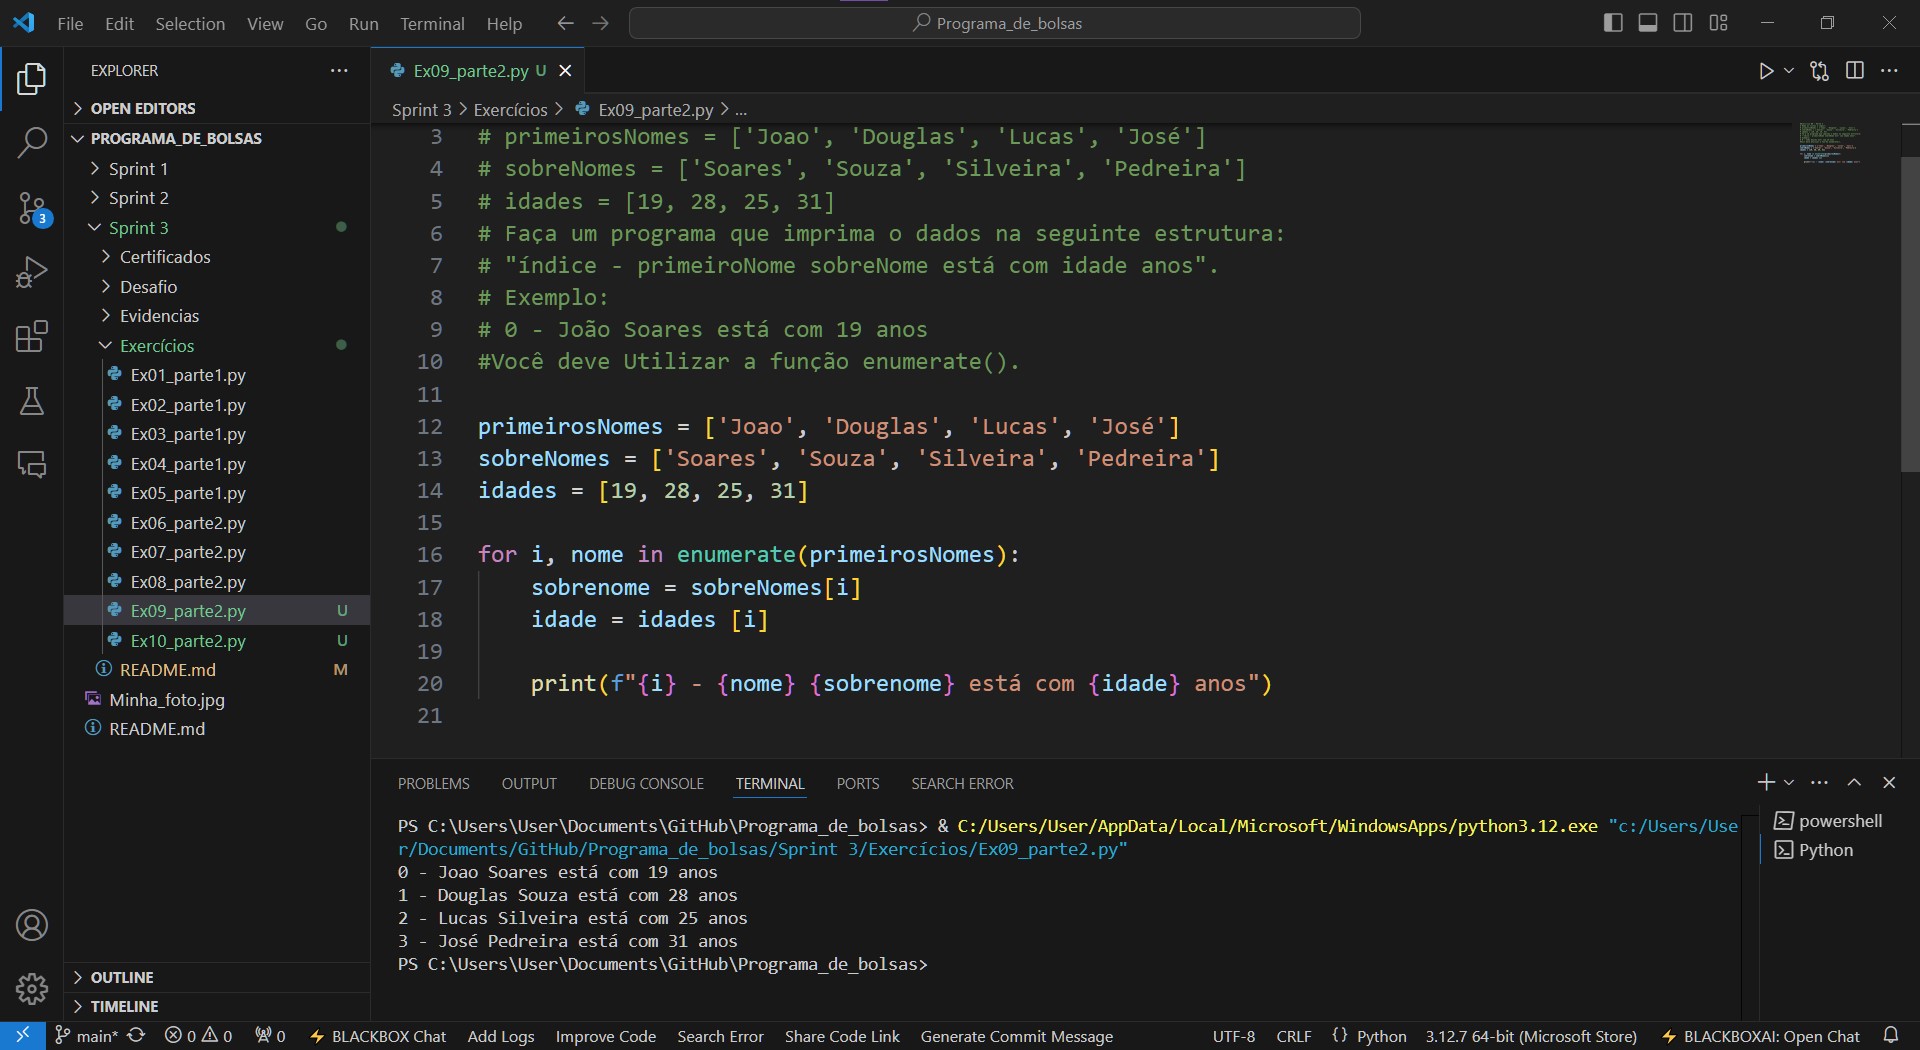 File Edit Selection View Go Run Terminal Help
Programa_de_bolsas
EXPLORER
OPEN EDITORS
PROGRAMA_DE_BOLSAS
Sprint 1
Sprint 2
Sprint 3
Certificados
Desafio
Evidencias
Exercícios
Ex01_parte1.py
Ex02_parte1.py
Ex03_parte1.py
Ex04_parte1.py
Ex05_parte1.py
Ex06_parte2.py
Ex07_parte2.py
Ex08_parte2.py
Ex09_parte2.py U
Ex10_parte2.py U
README.md M
Minha_foto.jpg
README.md
OUTLINE
TIMELINE
Ex09_parte2.py U
Sprint 3 > Exercícios > Ex09_parte2.py > ...
3 # primeirosNomes = ['Joao', 'Douglas', 'Lucas', 'José']
4 # sobreNomes = ['Soares', 'Souza', 'Silveira', 'Pedreira']
5 # idades = [19, 28, 25, 31]
6 # Faça um programa que imprima o dados na seguinte estrutura:
7 # "índice - primeiroNome sobreNome está com idade anos".
8 # Exemplo:
9 # 0 - João Soares está com 19 anos
10 #Você deve Utilizar a função enumerate().
11
12 primeirosNomes = ['Joao', 'Douglas', 'Lucas', 'José']
13 sobreNomes = ['Soares', 'Souza', 'Silveira', 'Pedreira']
14 idades = [19, 28, 25, 31]
15
16 for i, nome in enumerate(primeirosNomes):
17     sobrenome = sobreNomes[i]
18     idade = idades [i]
19
20     print(f"{i} - {nome} {sobrenome} está com {idade} anos")
21
PROBLEMS OUTPUT DEBUG CONSOLE TERMINAL PORTS SEARCH ERROR
PS C:\Users\User\Documents\GitHub\Programa_de_bolsas> & C:/Users/User/AppData/Local/Microsoft/WindowsApps/python3.12.exe "c:/Users/Use
r/Documents/GitHub/Programa_de_bolsas/Sprint 3/Exercícios/Ex09_parte2.py"
0 - Joao Soares está com 19 anos
1 - Douglas Souza está com 28 anos
2 - Lucas Silveira está com 25 anos
3 - José Pedreira está com 31 anos
PS C:\Users\User\Documents\GitHub\Programa_de_bolsas>
powershell
Python
3
main* 0 0 0 BLACKBOX Chat Add Logs Improve Code Search Error Share Code Link Generate Commit Message UTF-8 CRLF {} Python 3.12.7 64-bit (Microsoft Store) BLACKBOXAI: Open Chat